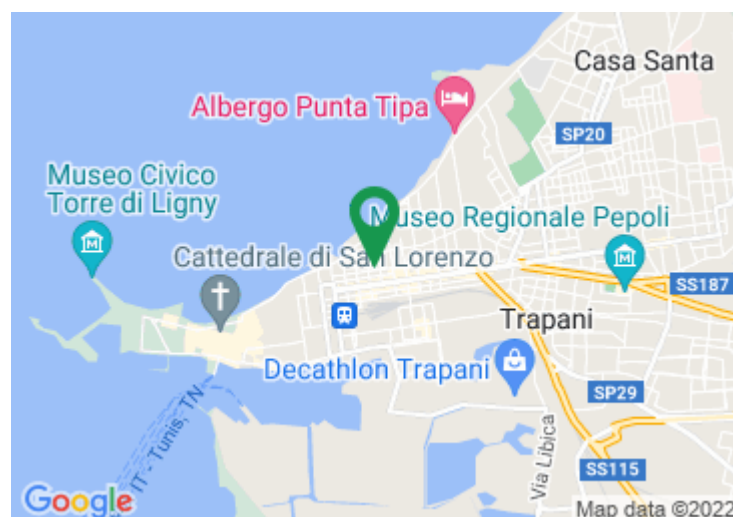 Casa Santa
Albergo Punta Tipa
SP20
Museo Civico
Torre di Ligny
Museo Regionale Pepoli
Cattedrale di San Lorenzo
SS187
Trapani
Decathlon Trapani
SP29
IT - Tunis, TN
Via Libica
SS115
Google
Map data ©2022